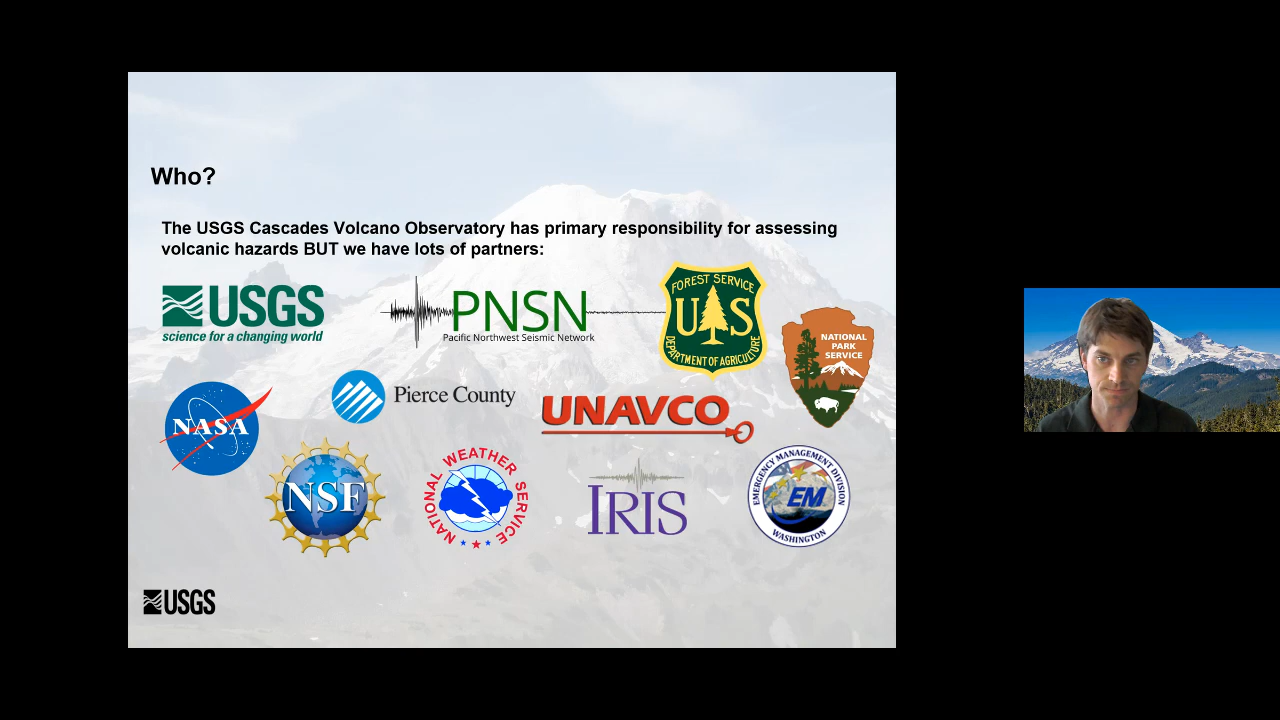 Who?
The USGS Cascades Volcano Observatory has primary responsibility for assessing
volcanic hazards BUT we have lots of partners:
USGS
science for a changing world
PNSN
Pacific Northwest Seismic Network
FOREST SERVICE
U S
DEPARTMENT OF AGRICULTURE
NATIONAL
PARK
SERVICE
NASA
Pierce County
UNAVCO
NSF
NATIONAL WEATHER SERVICE
IRIS
EMERGENCY MANAGEMENT DIVISION
EM
WASHINGTON
USGS